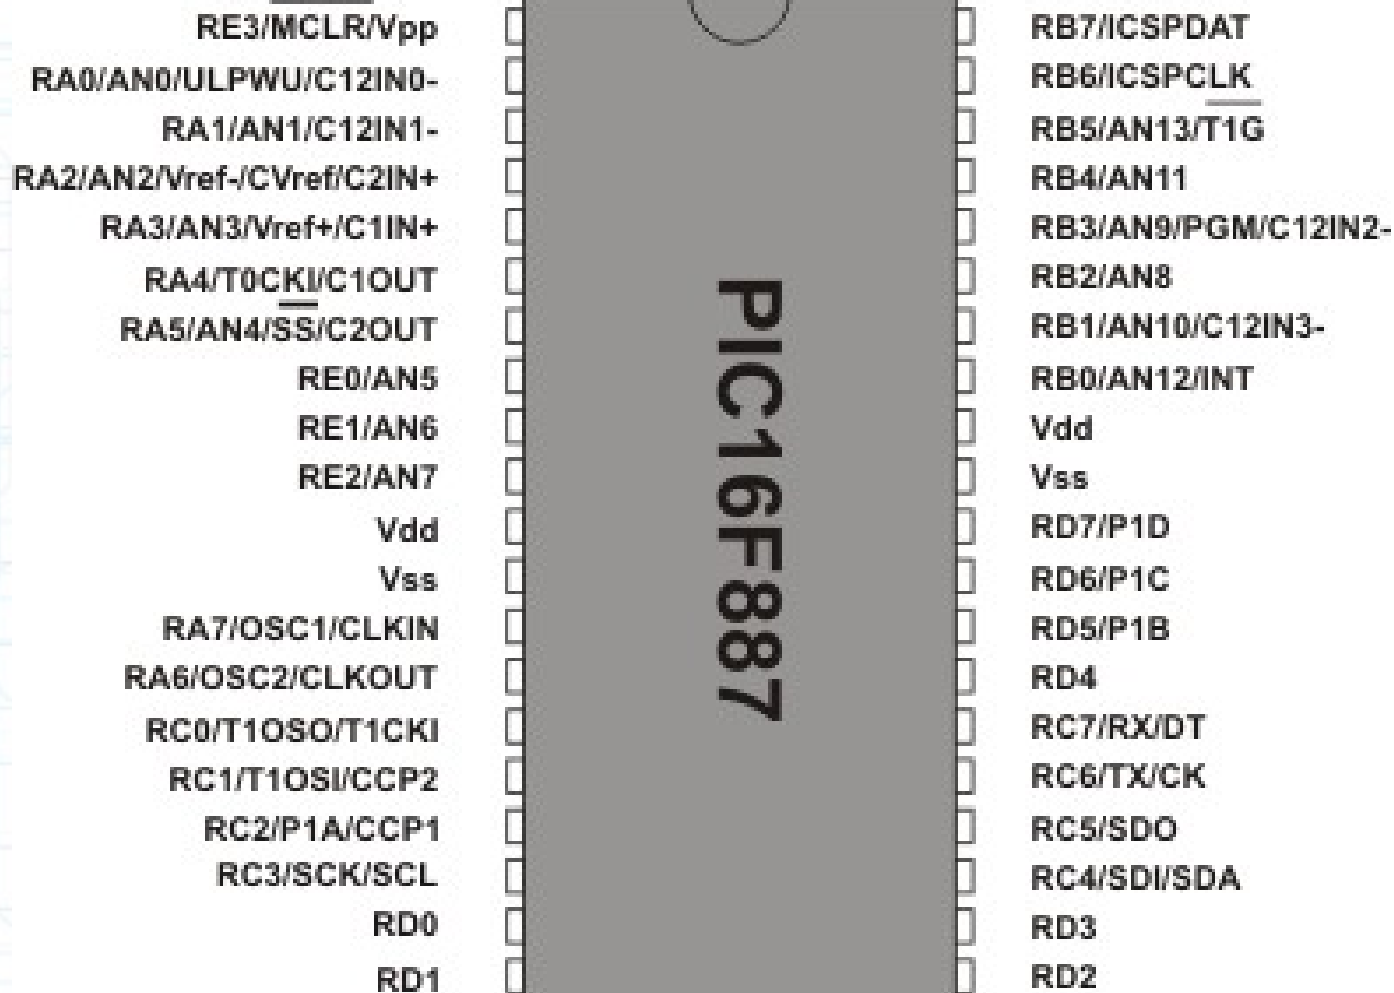 RE3/MCLR/Vpp
RA0/AN0/ULPWU/C12IN0-
RA1/AN1/C12IN1-
RA2/AN2/Vref-/CVref/C2IN+
RA3/AN3/Vref+/C1IN+
RA4/T0CKI/C1OUT
RA5/AN4/SS/C2OUT
RE0/AN5
RE1/AN6
RE2/AN7
Vdd
Vss
RA7/OSC1/CLKIN
RA6/OSC2/CLKOUT
RC0/T1OSO/T1CKI
RC1/T1OSI/CCP2
RC2/P1A/CCP1
RC3/SCK/SCL
RD0
RD1
PIC16F887
RB7/ICSPDAT
RB6/ICSPCLK
RB5/AN13/T1G
RB4/AN11
RB3/AN9/PGM/C12IN2-
RB2/AN8
RB1/AN10/C12IN3-
RB0/AN12/INT
Vdd
Vss
RD7/P1D
RD6/P1C
RD5/P1B
RD4
RC7/RX/DT
RC6/TX/CK
RC5/SDO
RC4/SDI/SDA
RD3
RD2